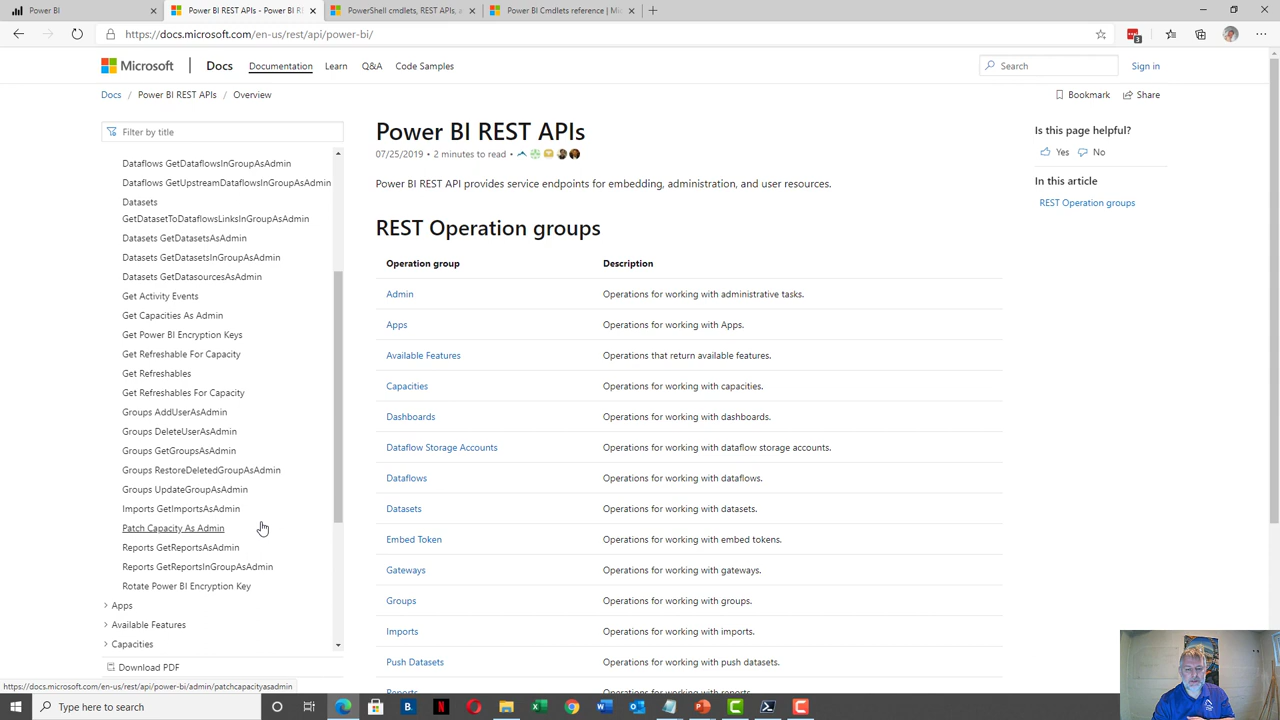 Power BI
Power BI REST APIs - Power BI RE
PowerShell cmdlets, REST APIs, a
Power BI Cmdlets reference | Mic
https://docs.microsoft.com/en-us/rest/api/power-bi/
3
Microsoft
Docs
Documentation
Learn
Q&A
Code Samples
Search
Sign in
Docs / Power BI REST APIs / Overview
Bookmark
Share
Filter by title
Dataflows GetDataflowsInGroupAsAdmin
Dataflows GetUpstreamDataflowsInGroupAsAdmin
Datasets
GetDatasetToDataflowsLinksInGroupAsAdmin
Datasets GetDatasetsAsAdmin
Datasets GetDatasetsInGroupAsAdmin
Datasets GetDatasourcesAsAdmin
Get Activity Events
Get Capacities As Admin
Get Power BI Encryption Keys
Get Refreshable For Capacity
Get Refreshables
Get Refreshables For Capacity
Groups AddUserAsAdmin
Groups DeleteUserAsAdmin
Groups GetGroupsAsAdmin
Groups RestoreDeletedGroupAsAdmin
Groups UpdateGroupAsAdmin
Imports GetImportsAsAdmin
Patch Capacity As Admin
Reports GetReportsAsAdmin
Reports GetReportsInGroupAsAdmin
Rotate Power BI Encryption Key
Apps
Available Features
Capacities
Download PDF
Power BI REST APIs
07/25/2019 • 2 minutes to read •
Power BI REST API provides service endpoints for embedding, administration, and user resources.
REST Operation groups
Operation group Description
Admin Operations for working with administrative tasks.
Apps Operations for working with Apps.
Available Features Operations that return available features.
Capacities Operations for working with capacities.
Dashboards Operations for working with dashboards.
Dataflow Storage Accounts Operations for working with dataflow storage accounts.
Dataflows Operations for working with dataflows.
Datasets Operations for working with datasets.
Embed Token Operations for working with embed tokens.
Gateways Operations for working with gateways.
Groups Operations for working with groups.
Imports Operations for working with imports.
Push Datasets Operations for working with push datasets.
Reports Operations for working with reports.
Is this page helpful?
Yes No
In this article
REST Operation groups
https://docs.microsoft.com/en-us/rest/api/power-bi/admin/patchcapacityasadmin
Type here to search